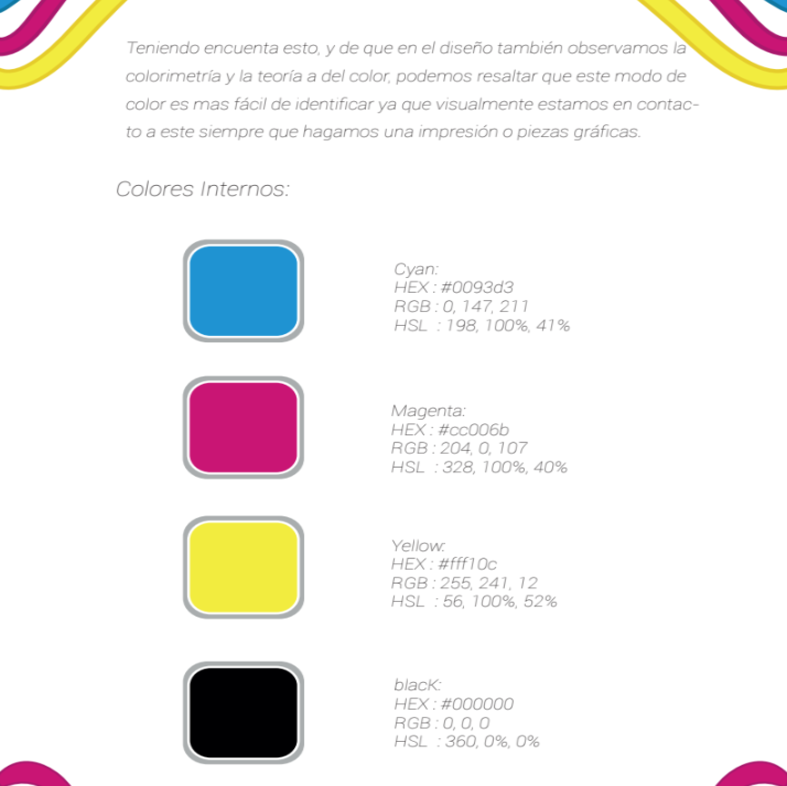 Teniendo encuenta esto, y de que en el diseño también observamos la
colorimetría y la teoría a del color, podemos resaltar que este modo de
color es mas fácil de identificar ya que visualmente estamos en contac-
to a este siempre que hagamos una impresión o piezas gráficas.
Colores Internos:
Cyan:
HEX : #0093d3
RGB : 0, 147, 211
HSL : 198, 100%, 41%
Magenta:
HEX : #cc006b
RGB : 204, 0, 107
HSL : 328, 100%, 40%
Yellow:
HEX : #fff10c
RGB : 255, 241, 12
HSL : 56, 100%, 52%
blacK:
HEX : #000000
RGB : 0, 0, 0
HSL : 360, 0%, 0%